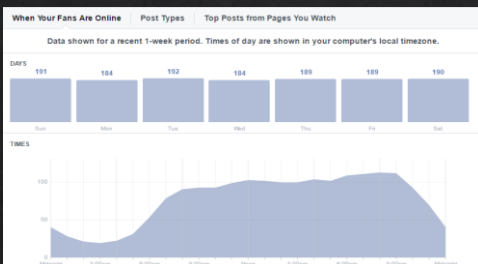 When Your Fans Are Online Post Types Top Posts from Pages You Watch
Data shown for a recent 1-week period. Times of day are shown in your computer's local timezone.
DAYS
191 184 192 184 189 189 190
Sun Mon Tue Wed Thu Fri Sat
TIMES
100
50
0